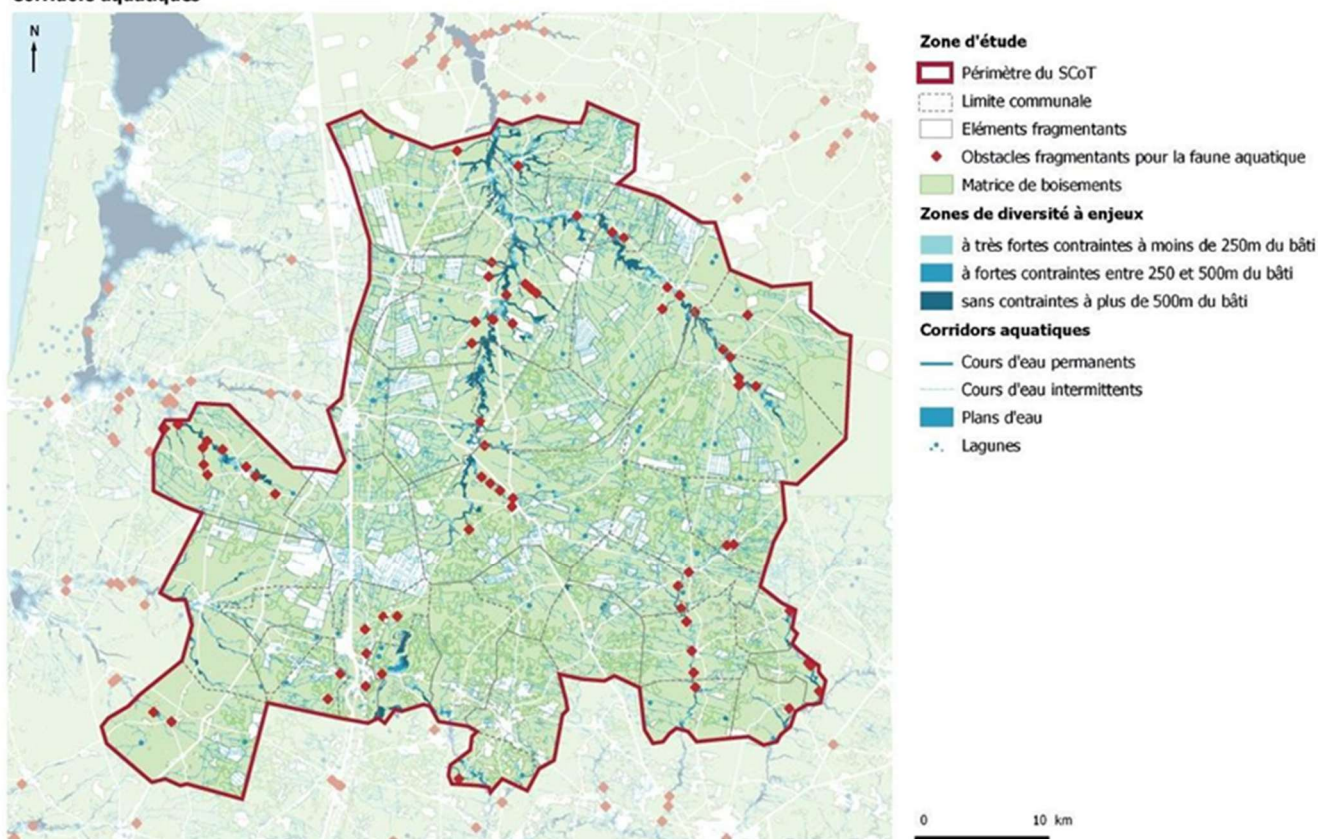 Corridors aquatiques
N
Zone d'étude
Périmètre du SCoT
Limite communale
Eléments fragmentants
Obstacles fragmentants pour la faune aquatique
Matrice de boisements
Zones de diversité à enjeux
à très fortes contraintes à moins de 250m du bâti
à fortes contraintes entre 250 et 500m du bâti
sans contraintes à plus de 500m du bâti
Corridors aquatiques
Cours d'eau permanents
Cours d'eau intermittents
Plans d'eau
Lagunes
0 10 km